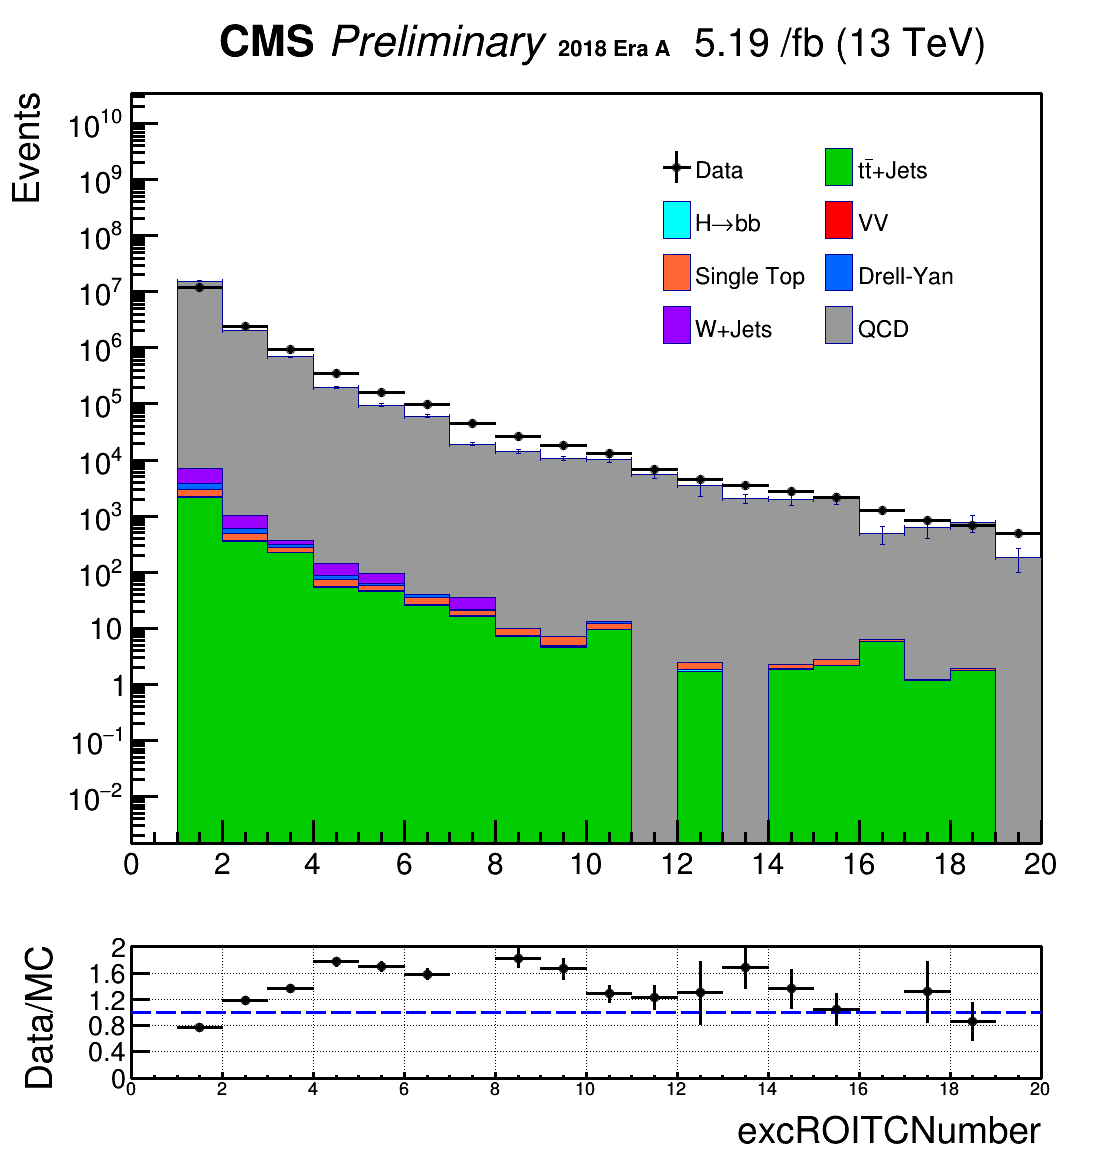 CMS Preliminary 2018 Era A 5.19 /fb (13 TeV)
Events
10^10
10^9
10^8
10^7
10^6
10^5
10^4
10^3
10^2
10
1
10^−1
10^−2
Data
tt̄+Jets
H→bb
VV
Single Top
Drell-Yan
W+Jets
QCD
0 2 4 6 8 10 12 14 16 18 20
Data/MC
2
1.6
1.2
0.8
0.4
0
0 2 4 6 8 10 12 14 16 18 20
excROITCNumber